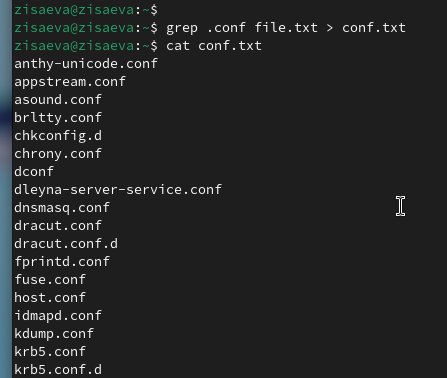 zisaeva@zisaeva:~$
zisaeva@zisaeva:~$ grep .conf file.txt > conf.txt
zisaeva@zisaeva:~$ cat conf.txt
anthy-unicode.conf
appstream.conf
asound.conf
brltty.conf
chkconfig.d
chrony.conf
dconf
dleyna-server-service.conf
dnsmasq.conf
dracut.conf
dracut.conf.d
fprintd.conf
fuse.conf
host.conf
idmapd.conf
kdump.conf
krb5.conf
krb5.conf.d